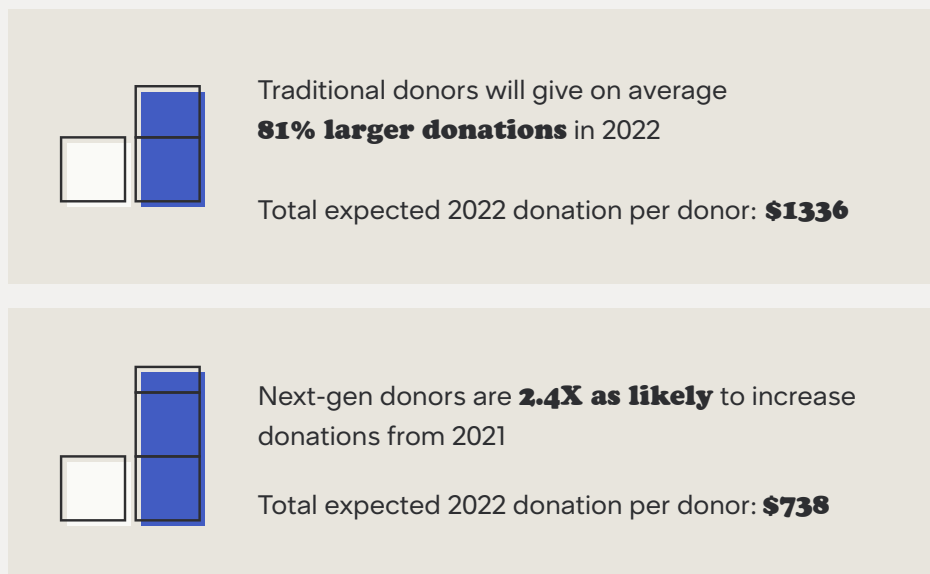 Traditional donors will give on average
81% larger donations in 2022
Total expected 2022 donation per donor: $1336
Next-gen donors are 2.4X as likely to increase
donations from 2021
Total expected 2022 donation per donor: $738